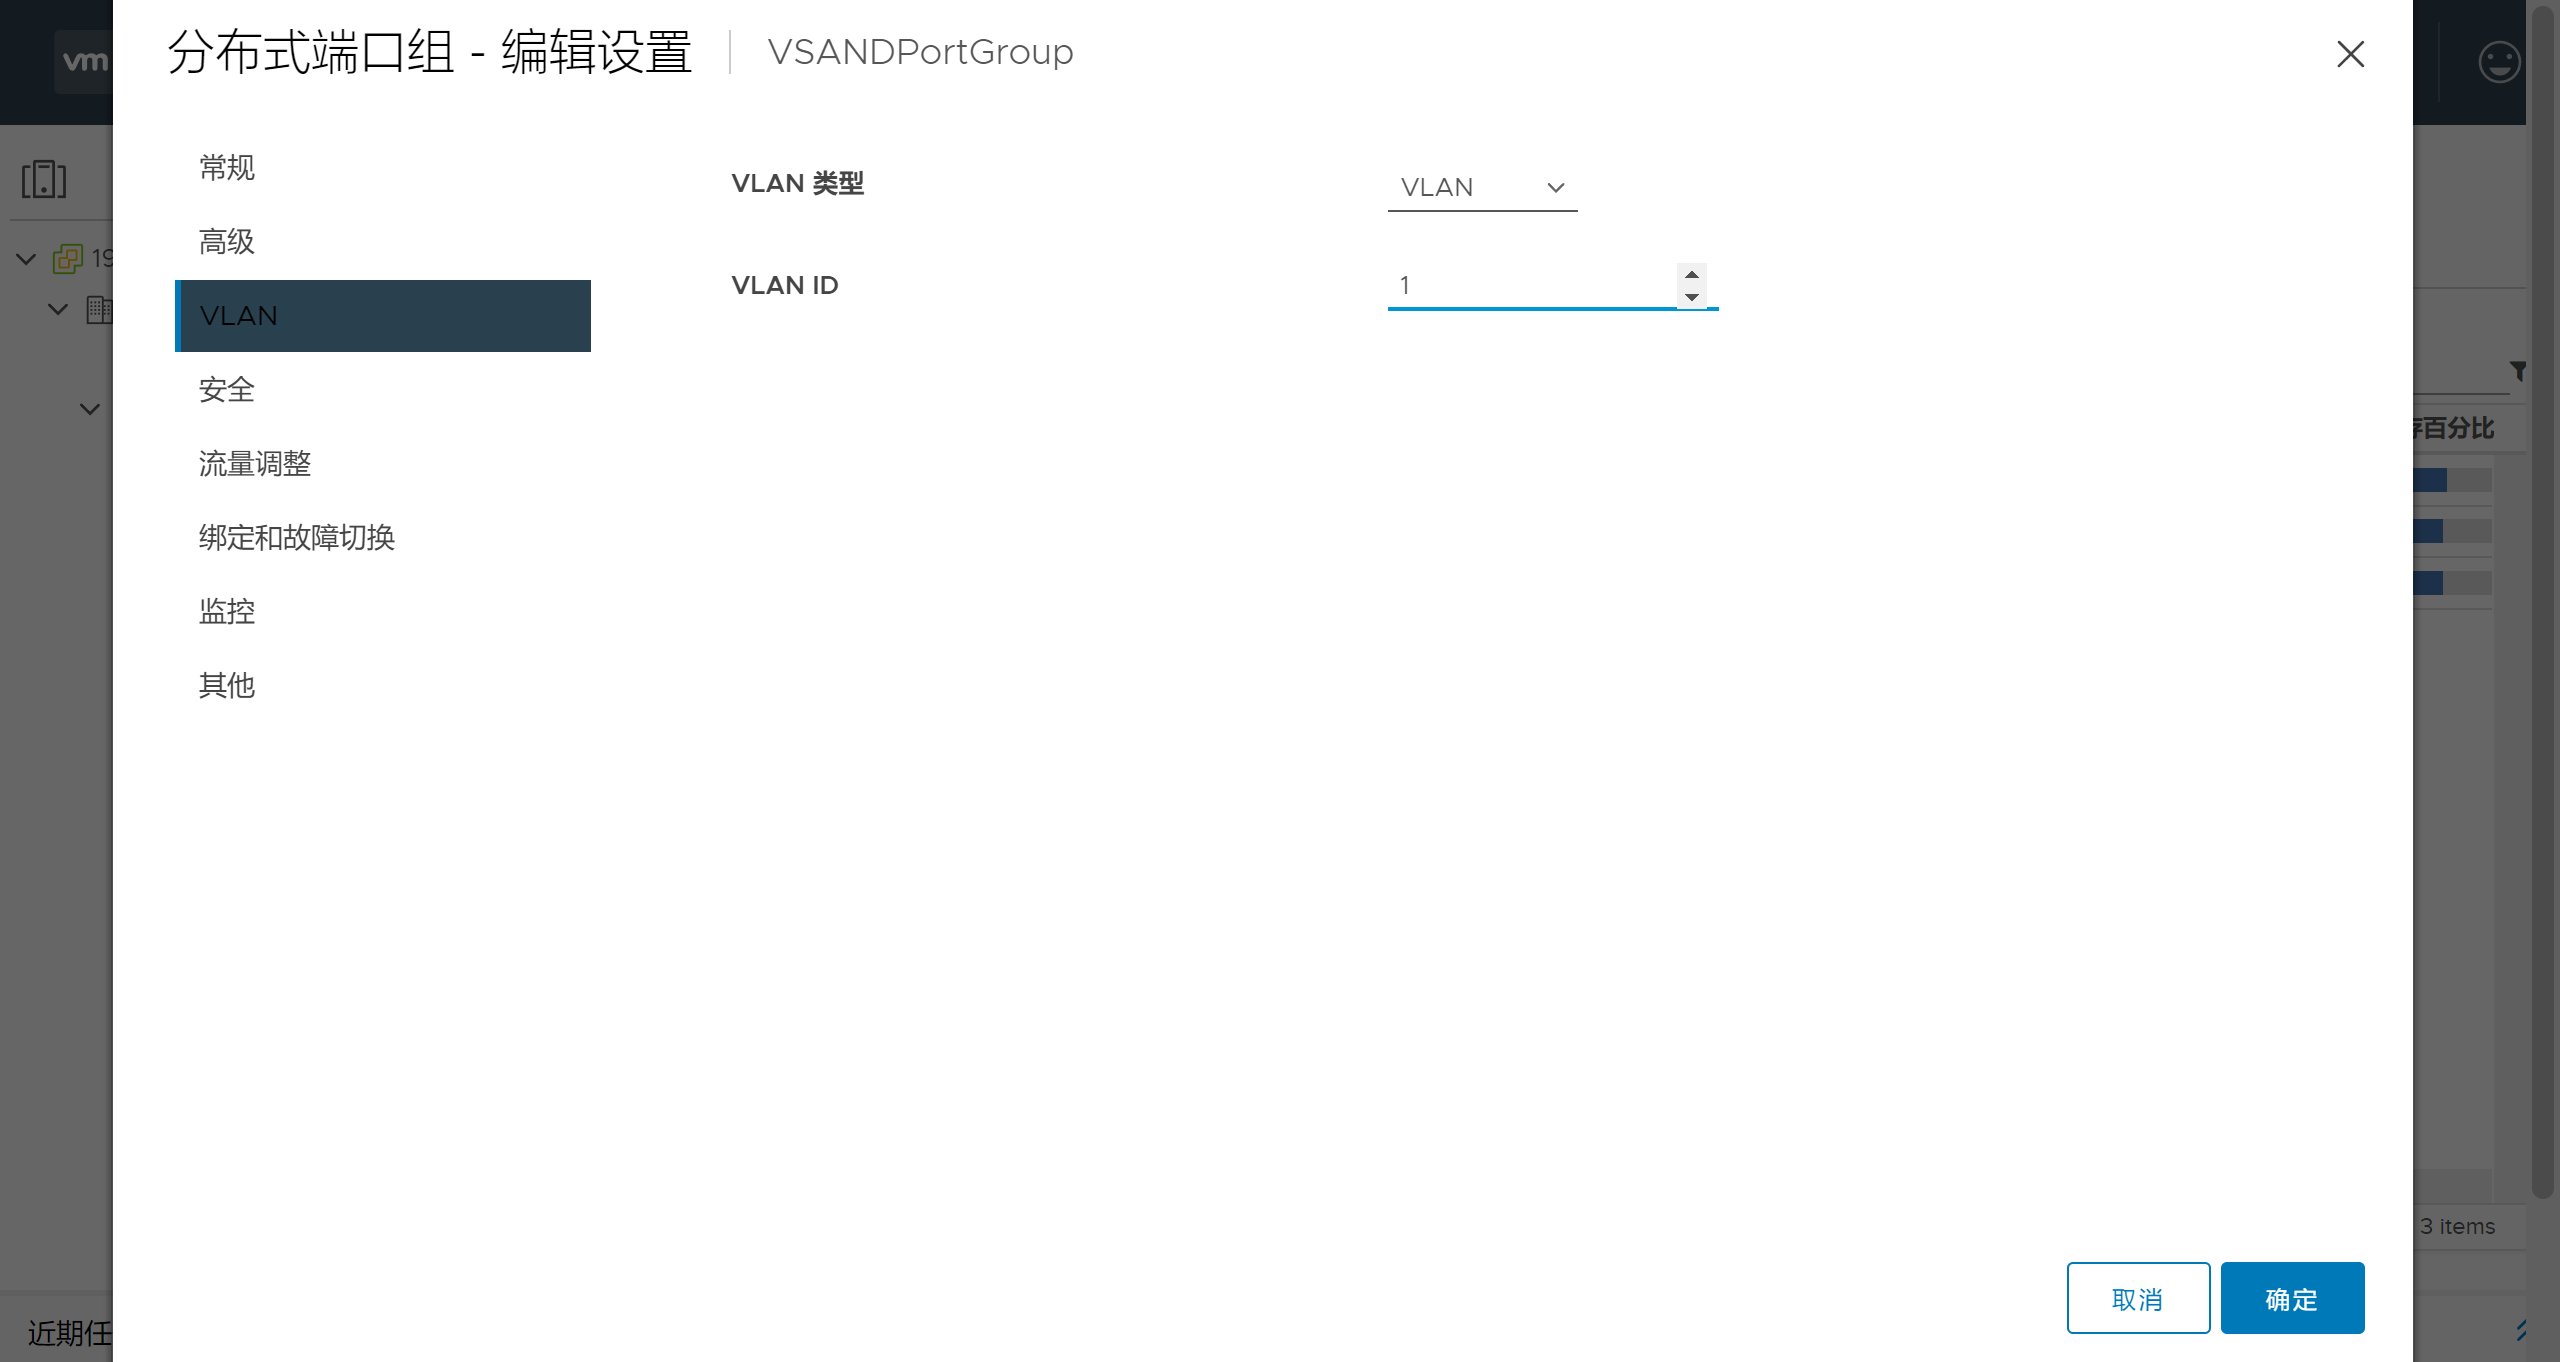 vm
分布式端口组 - 编辑设置
VSANDPortGroup
常规
高级
VLAN
安全
流量调整
绑定和故障切换
监控
其他
VLAN 类型
VLAN
VLAN ID
1
19
百分比
3 items
近期任
取消
确定